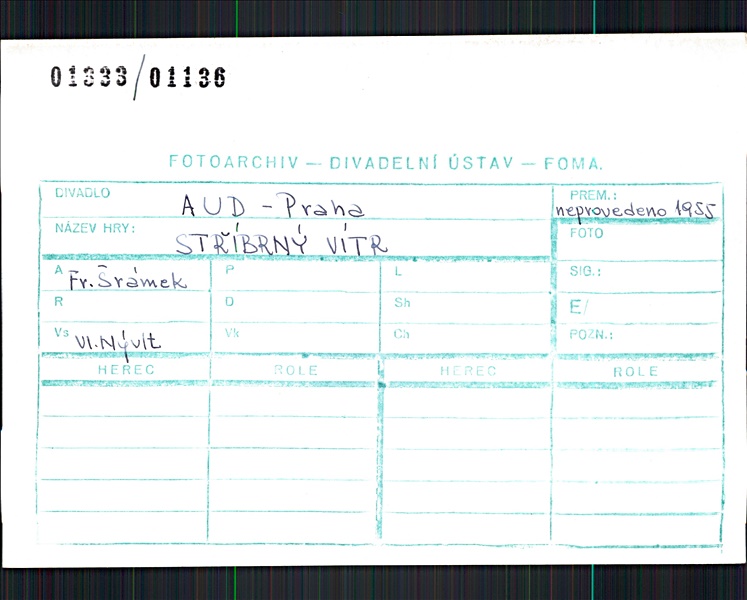 01333/01136
FOTOARCHIV — DIVADELNÍ ÚSTAV — FOMA.
DIVADLO AUD - Praha PREM.: neprovedeno 1955
NÁZEV HRY: STŘÍBRNÝ VÍTR FOTO
A Fr. Šrámek P L SIG.:
R D Sh E/
Vs Vl. Nývlt Vk Ch POZN.:
HEREC ROLE HEREC ROLE